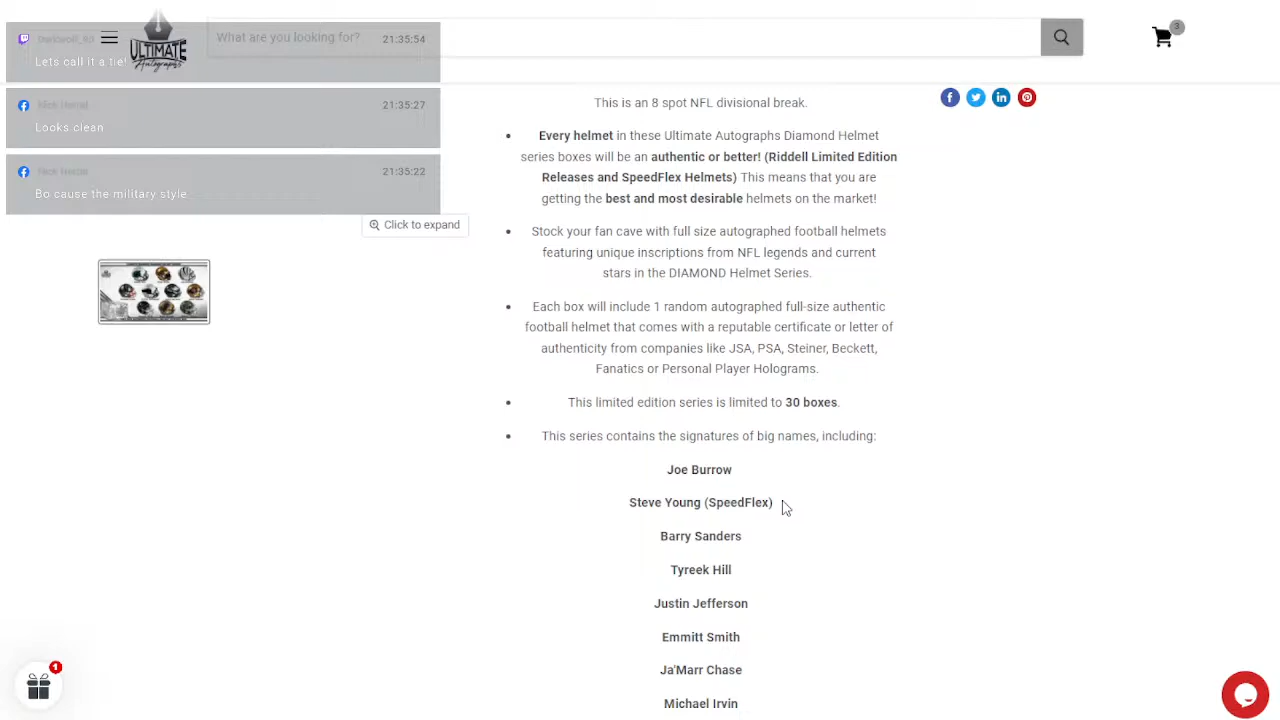 What are you looking for?
3
ULTIMATE
Autographs
21:35:54
Lets call it a tie!
21:35:27
Looks clean
21:35:22
Bo cause the military style
Click to expand
This is an 8 spot NFL divisional break.
Every helmet in these Ultimate Autographs Diamond Helmet
series boxes will be an authentic or better! (Riddell Limited Edition
Releases and SpeedFlex Helmets) This means that you are
getting the best and most desirable helmets on the market!
Stock your fan cave with full size autographed football helmets
featuring unique inscriptions from NFL legends and current
stars in the DIAMOND Helmet Series.
Each box will include 1 random autographed full-size authentic
football helmet that comes with a reputable certificate or letter of
authenticity from companies like JSA, PSA, Steiner, Beckett,
Fanatics or Personal Player Holograms.
This limited edition series is limited to 30 boxes.
This series contains the signatures of big names, including:
Joe Burrow
Steve Young (SpeedFlex)
Barry Sanders
Tyreek Hill
Justin Jefferson
Emmitt Smith
Ja'Marr Chase
Michael Irvin
1